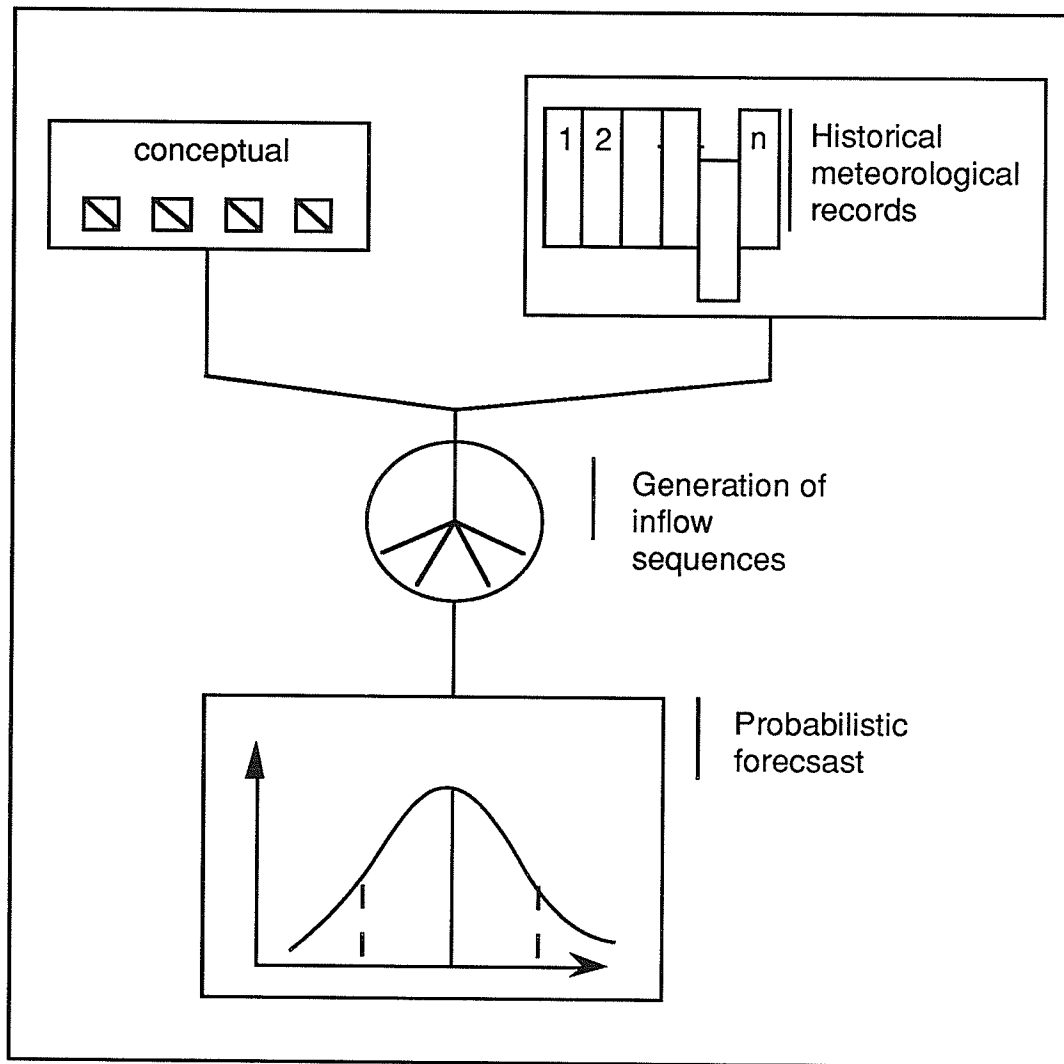 conceptual
1 2 . . . n
Historical
meteorological
records
Generation of
inflow
sequences
Probabilistic
forecsast